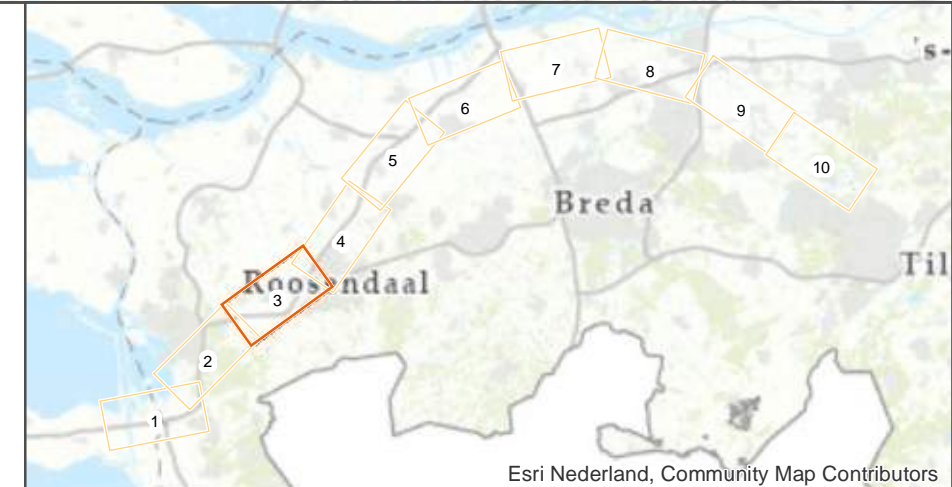 's-
7
8
6
9
5
10
Breda
4
Til
Roosendaal
3
2
1
Esri Nederland, Community Map Contributors